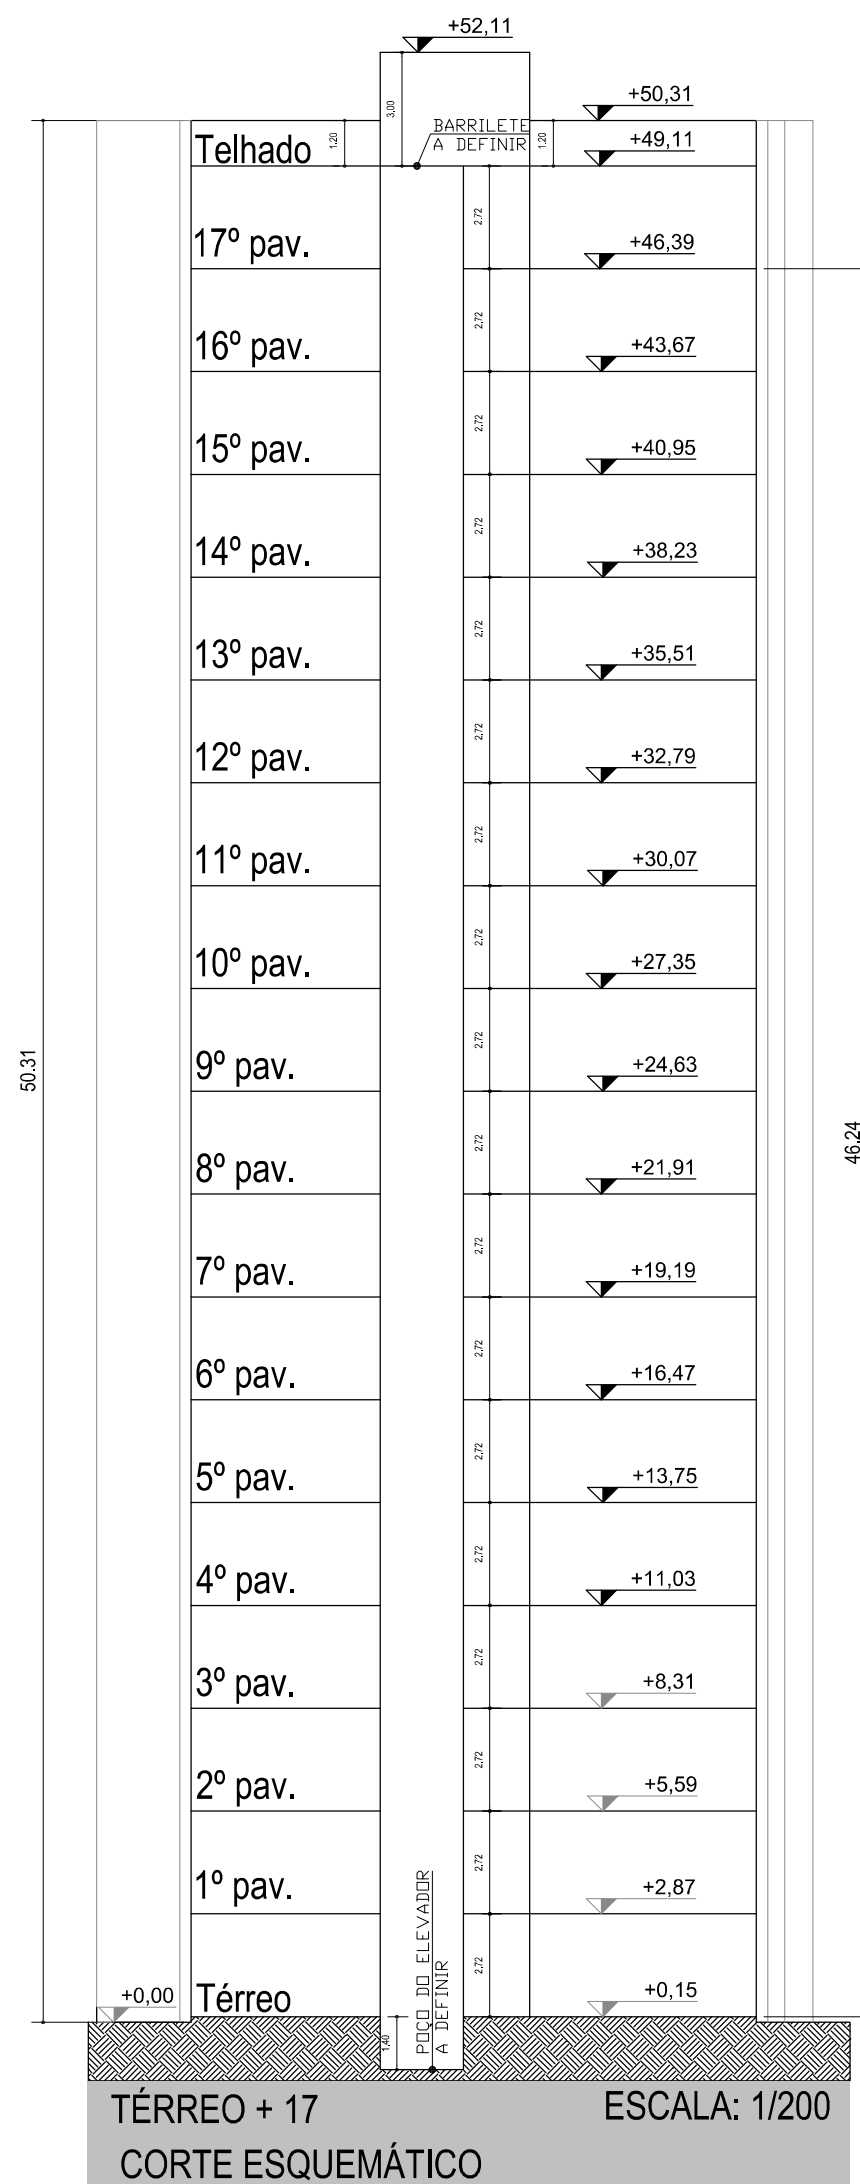 +52,11
+50,31
3,00
BARRILETE
A DEFINIR
1.20
1.20
Telhado
+49,11
2,72
17º pav.
+46,39
2,72
16º pav.
+43,67
2,72
15º pav.
+40,95
2,72
14º pav.
+38,23
2,72
13º pav.
+35,51
2,72
12º pav.
+32,79
2,72
11º pav.
+30,07
2,72
10º pav.
+27,35
2,72
9º pav.
+24,63
50.31
46.24
2,72
8º pav.
+21,91
2,72
7º pav.
+19,19
2,72
6º pav.
+16,47
2,72
5º pav.
+13,75
2,72
4º pav.
+11,03
2,72
3º pav.
+8,31
2,72
2º pav.
+5,59
2,72
1º pav.
+2,87
POÇO DO ELEVADOR
A DEFINIR
2,72
+0,00
Térreo
+0,15
1,40
TÉRREO + 17
ESCALA: 1/200
CORTE ESQUEMÁTICO